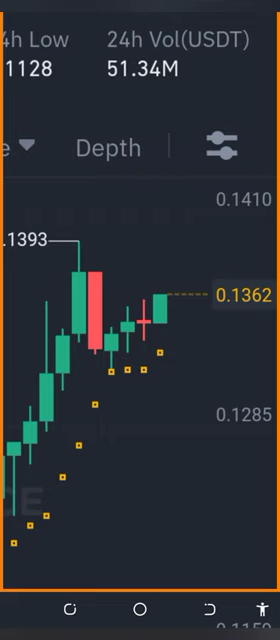 4h Low 24h Vol(USDT)
1128 51.34M
Depth
0.1410
.1393
0.1362
0.1285